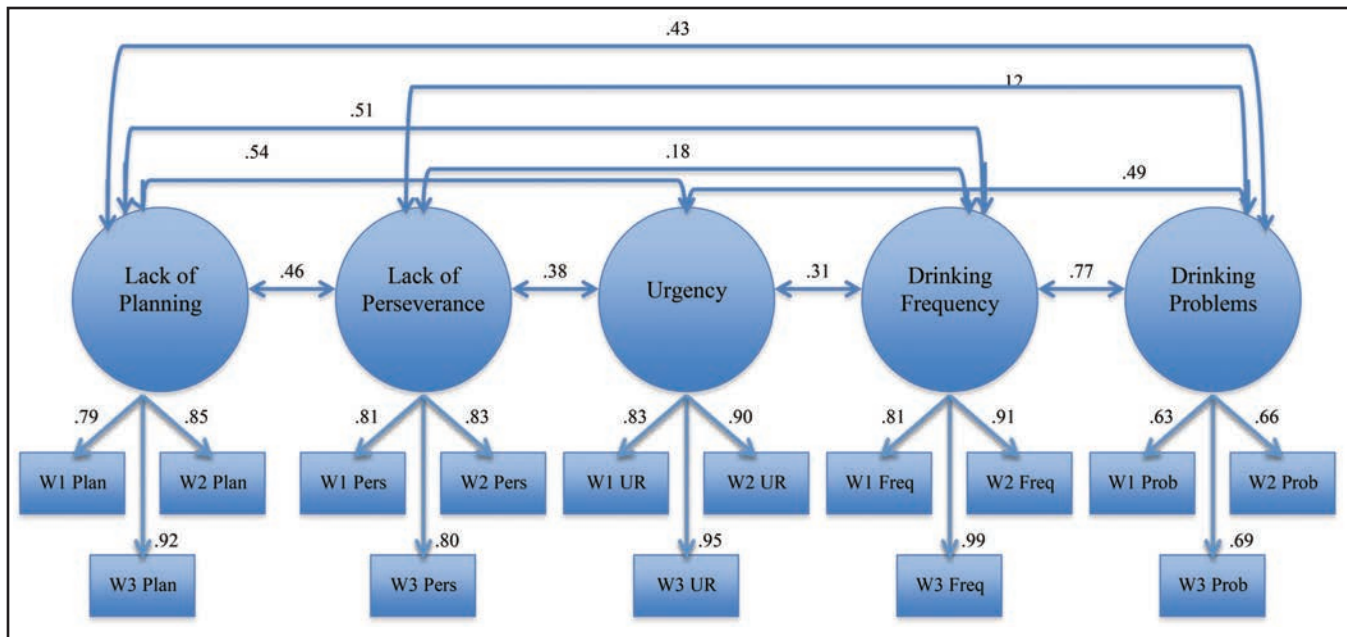 .43
.12
.51
.54
.18
.49
Lack of
Planning
.46
Lack of
Perseverance
.38
Urgency
.31
Drinking
Frequency
.77
Drinking
Problems
.79
.85
.81
.83
.83
.90
.81
.91
.63
.66
W1 Plan
W2 Plan
W1 Pers
W2 Pers
W1 UR
W2 UR
W1 Freq
W2 Freq
W1 Prob
W2 Prob
.92
.80
.95
.99
.69
W3 Plan
W3 Pers
W3 UR
W3 Freq
W3 Prob